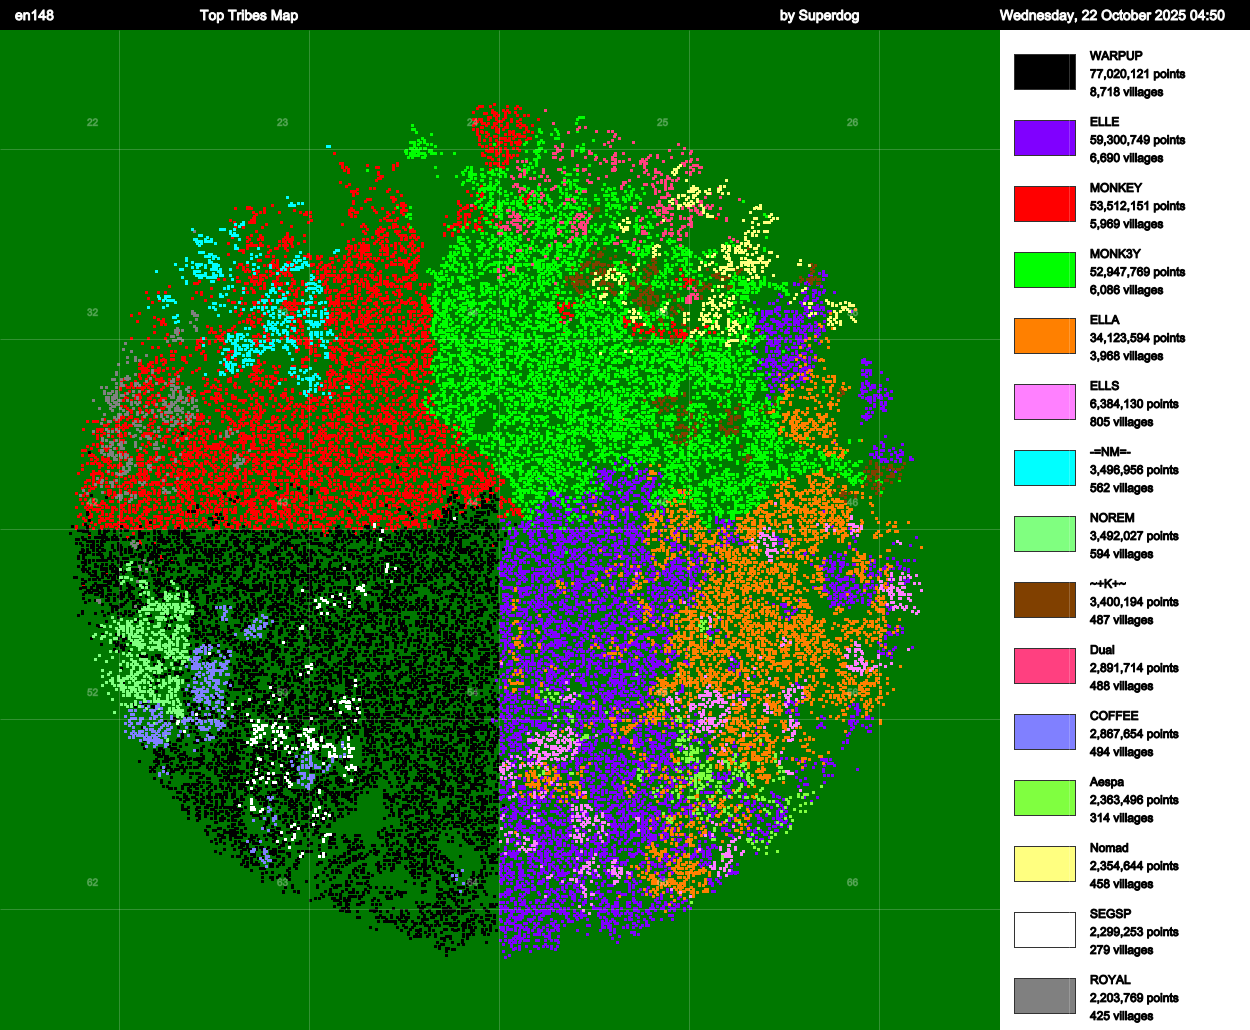 en148 Top Tribes Map by Superdog Wednesday, 22 October 2025 04:50
22 23 24 25 26
32
42 43 44
52
62 63 66
WARPUP
77,020,121 points
8,718 villages
ELLE
59,300,749 points
6,690 villages
MONKEY
53,512,151 points
5,969 villages
MONK3Y
52,947,769 points
6,086 villages
ELLA
34,123,594 points
3,968 villages
ELLS
6,384,130 points
805 villages
-=NM=-
3,496,956 points
562 villages
NOREM
3,492,027 points
594 villages
~+K+~
3,400,194 points
487 villages
Dual
2,891,714 points
488 villages
COFFEE
2,867,654 points
494 villages
Aespa
2,363,496 points
314 villages
Nomad
2,354,644 points
458 villages
SEGSP
2,299,253 points
279 villages
ROYAL
2,203,769 points
425 villages